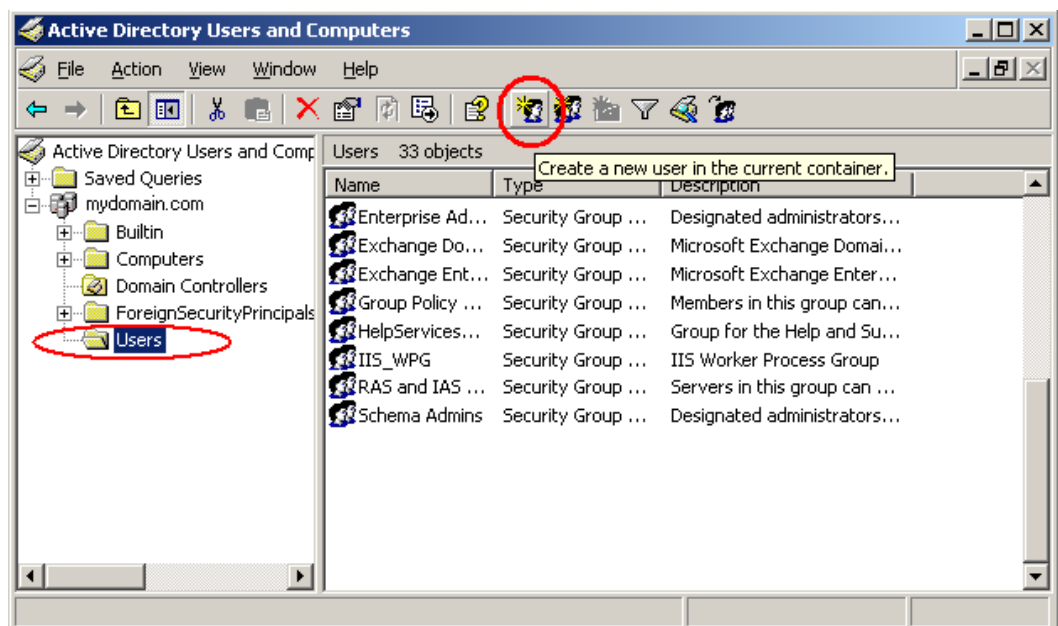 Active Directory Users and Computers
File Action View Window Help
Active Directory Users and Comp
Saved Queries
mydomain.com
Builtin
Computers
Domain Controllers
ForeignSecurityPrincipals
Users
Users 33 objects
Create a new user in the current container.
Name Type Description
Enterprise Ad... Security Group ... Designated administrators...
Exchange Do... Security Group ... Microsoft Exchange Domai...
Exchange Ent... Security Group ... Microsoft Exchange Enter...
Group Policy ... Security Group ... Members in this group can...
HelpServices... Security Group ... Group for the Help and Su...
IIS_WPG Security Group ... IIS Worker Process Group
RAS and IAS ... Security Group ... Servers in this group can ...
Schema Admins Security Group ... Designated administrators...